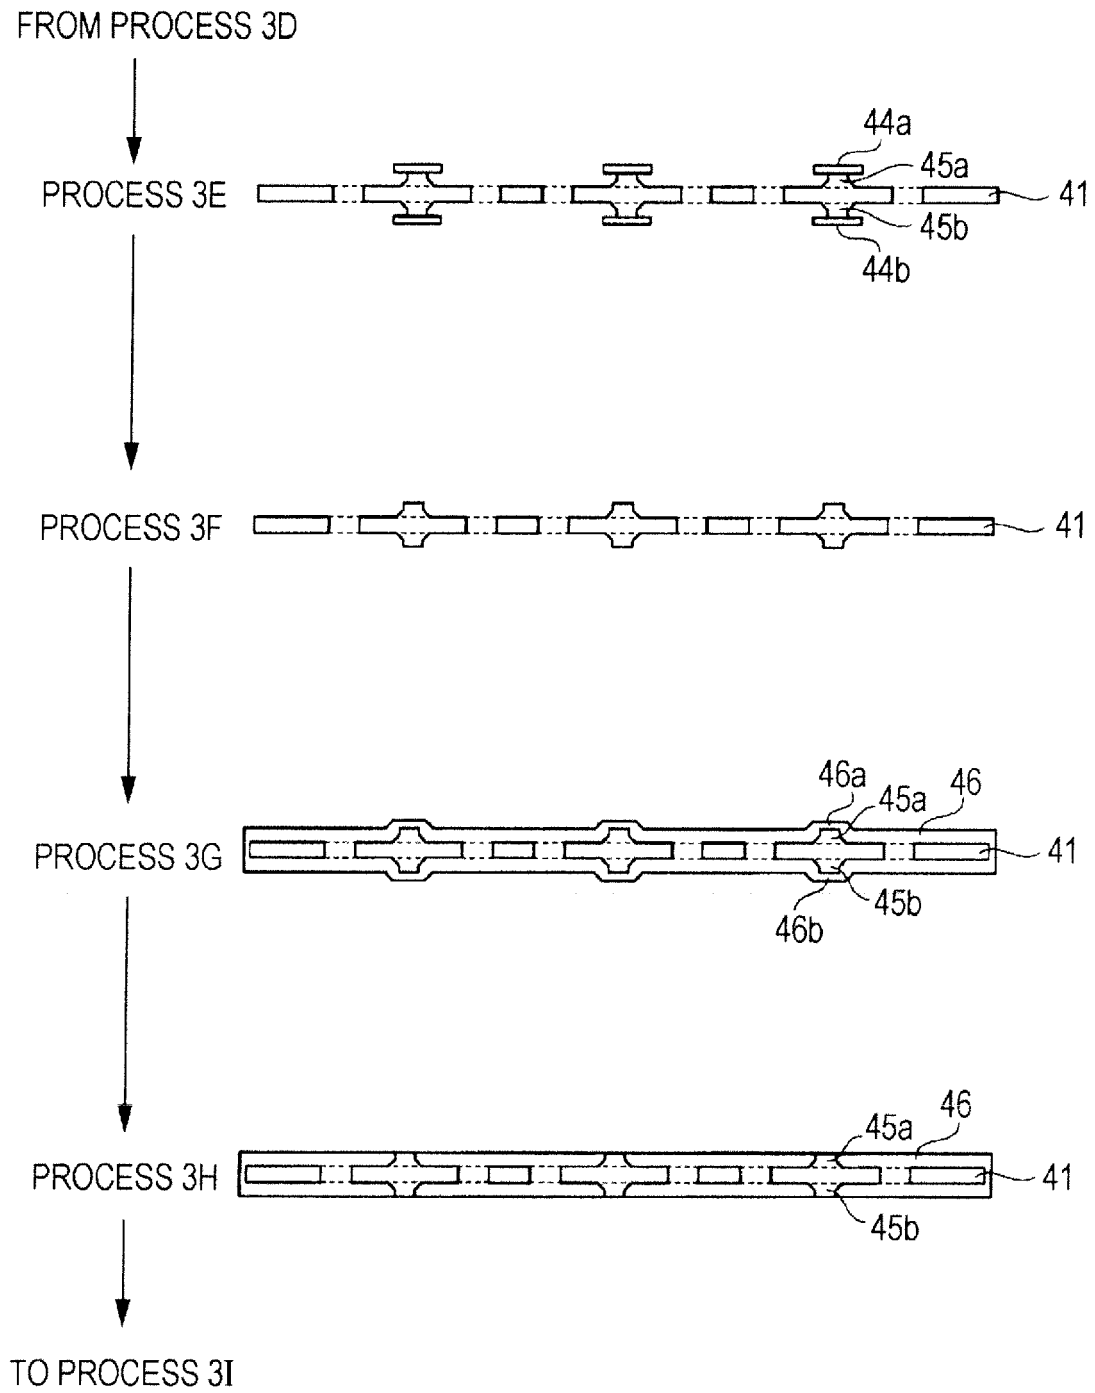 FROM PROCESS 3D
44a
45a
PROCESS 3E
41
45b
44b
PROCESS 3F
41
46a
45a
46
PROCESS 3G
41
45b
46b
45a
46
PROCESS 3H
41
45b
TO PROCESS 3I